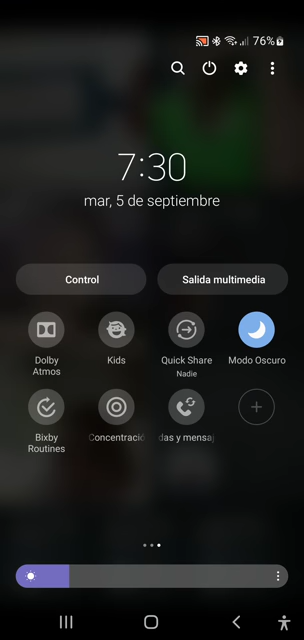 76%
7:30
mar, 5 de septiembre
Control
Salida multimedia
Dolby
Atmos
Kids
Quick Share
Nadie
Modo Oscuro
Bixby
Routines
Concentració
das y mensaj